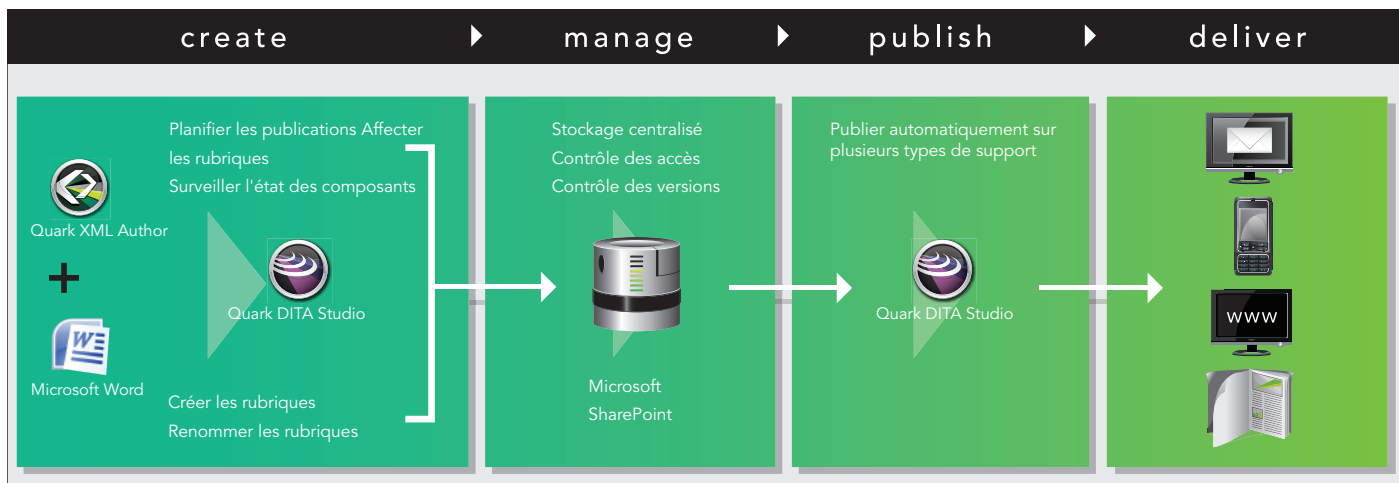 create
manage
publish
deliver
Planifier les publications Affecter
les rubriques
Surveiller l'état des composants
Quark XML Author
+
Quark DITA Studio
W
Microsoft Word
Créer les rubriques
Renommer les rubriques
Stockage centralisé
Contrôle des accès
Contrôle des versions
Microsoft
SharePoint
Publier automatiquement sur
plusieurs types de support
Quark DITA Studio
www